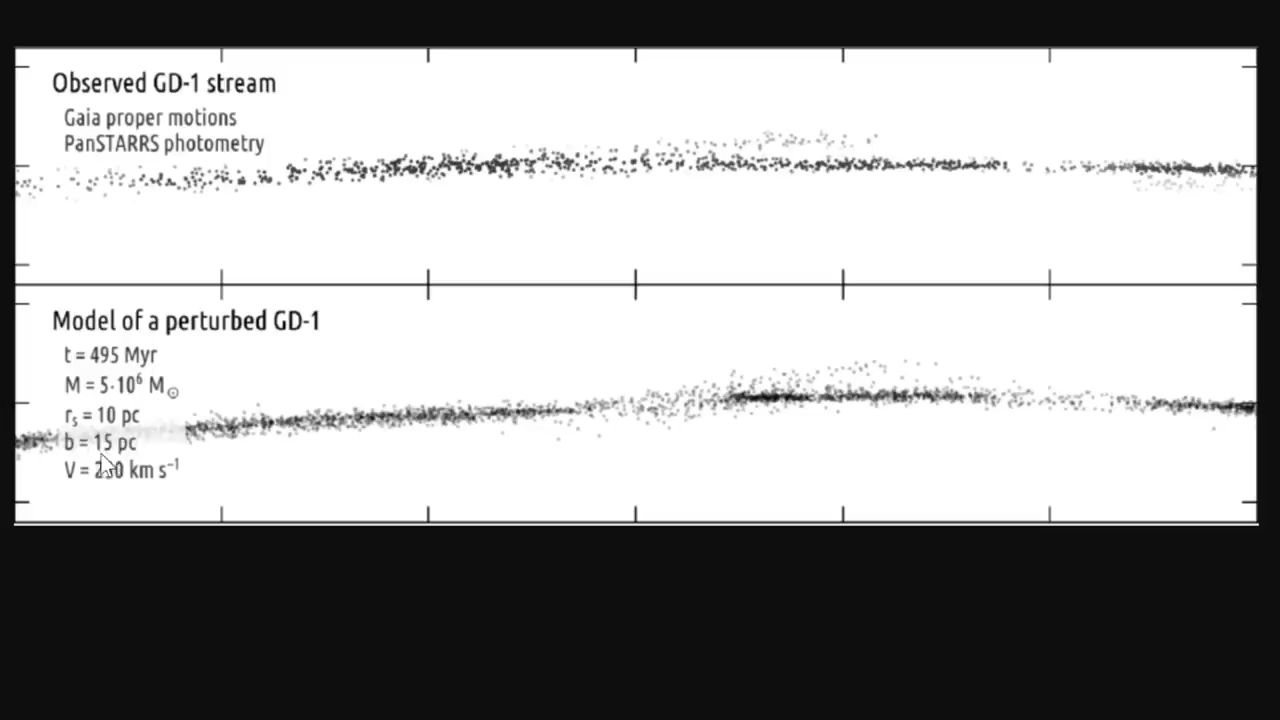 Observed GD-1 stream
Gaia proper motions
PanSTARRS photometry
Model of a perturbed GD-1
t = 495 Myr
M = 5·10⁶ M☉
rₛ = 10 pc
b = 15 pc
V = km s⁻¹